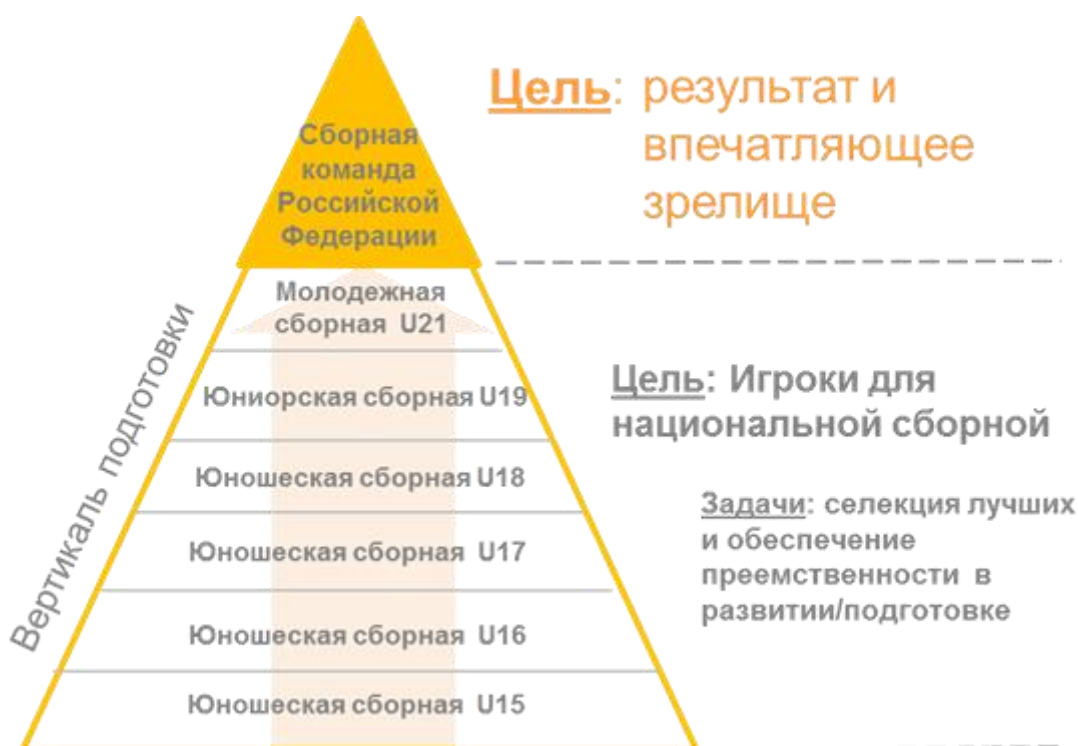 Сборная
команда
Российской
Федерации
Цель: результат и
впечатляющее
зрелище
Молодежная
сборная U21
Юниорская сборная U19
Юношеская сборная U18
Юношеская сборная U17
Юношеская сборная U16
Юношеская сборная U15
Вертикаль подготовки
Цель: Игроки для
национальной сборной
Задачи: селекция лучших
и обеспечение
преемственности в
развитии/подготовке